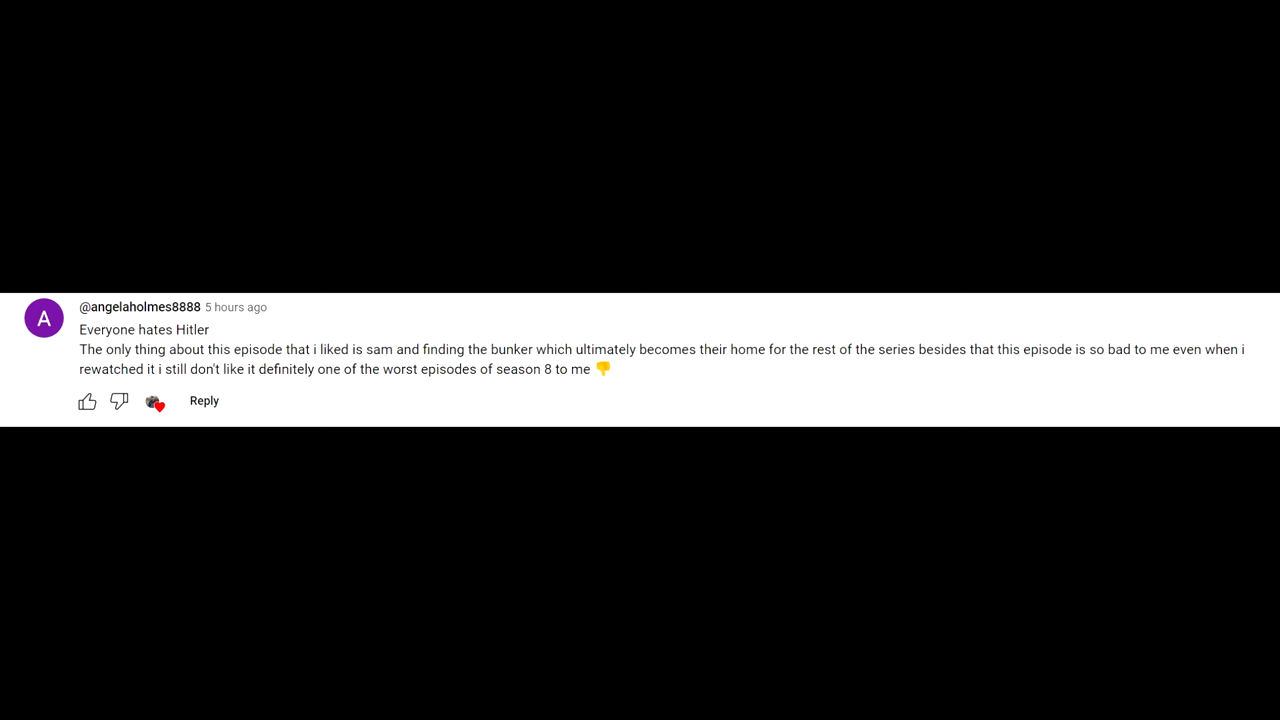 @angelaholmes8888 5 hours ago
Everyone hates Hitler
The only thing about this episode that i liked is sam and finding the bunker which ultimately becomes their home for the rest of the series besides that this episode is so bad to me even when i
rewatched it i still don't like it definitely one of the worst episodes of season 8 to me 👎
Reply